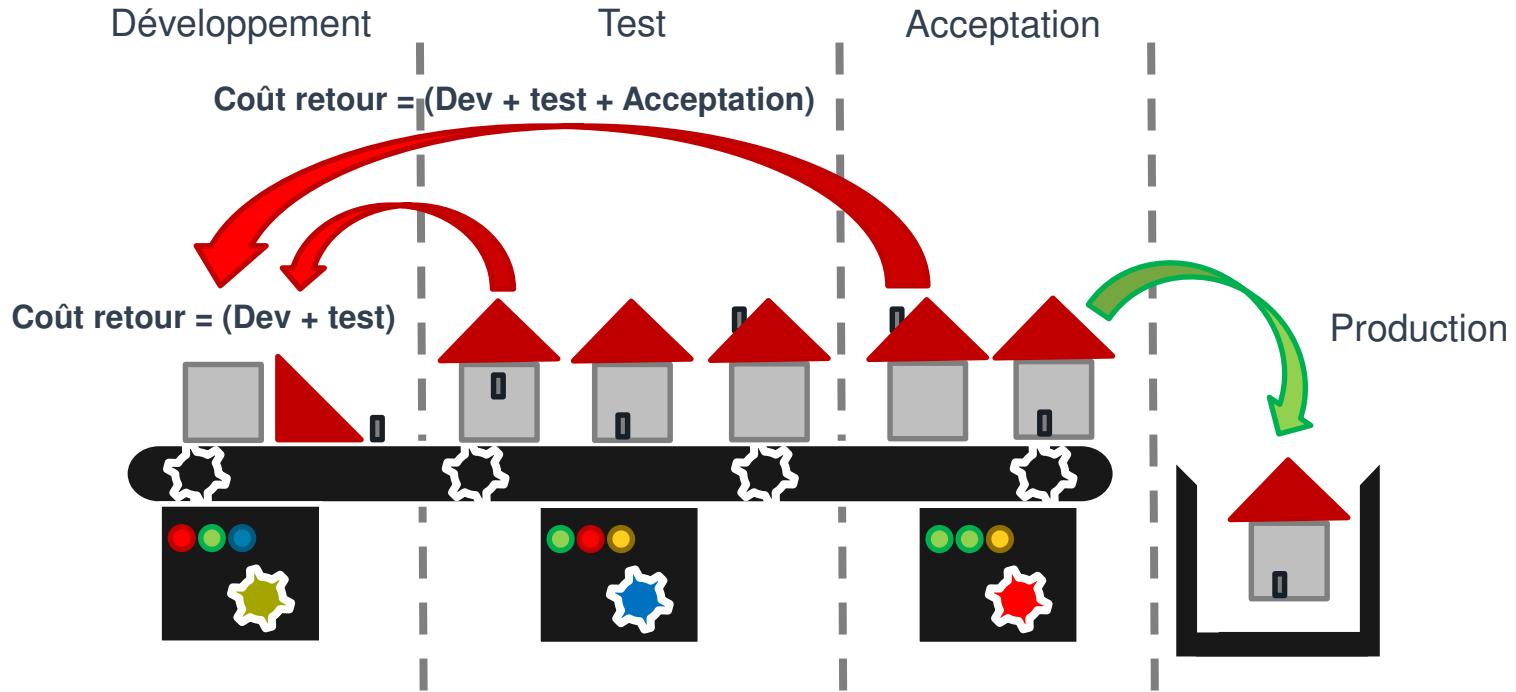 Développement
Test
Acceptation
Coût retour = (Dev + test + Acceptation)
Coût retour = (Dev + test)
Production